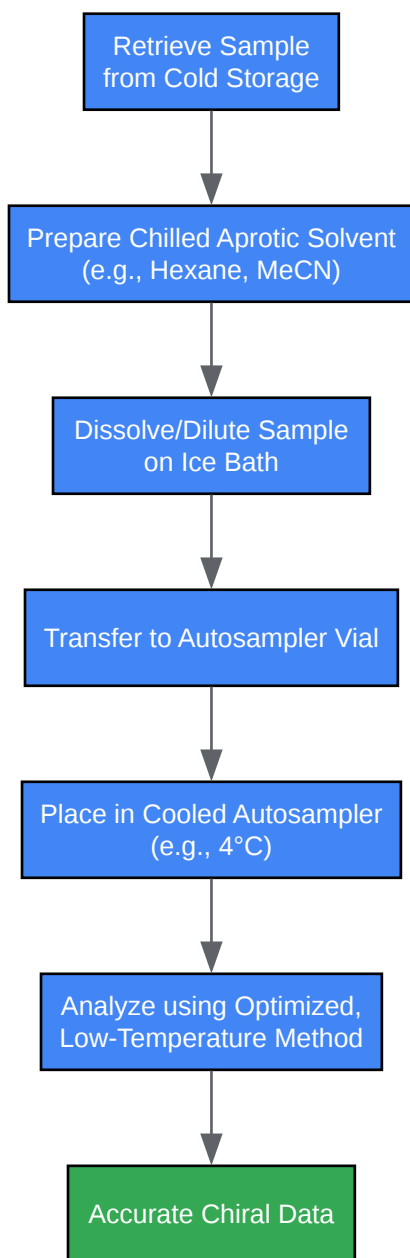 Retrieve Sample
from Cold Storage
Prepare Chilled Aprotic Solvent
(e.g., Hexane, MeCN)
Dissolve/Dilute Sample
on Ice Bath
Transfer to Autosampler Vial
Place in Cooled Autosampler
(e.g., 4°C)
Analyze using Optimized,
Low-Temperature Method
Accurate Chiral Data